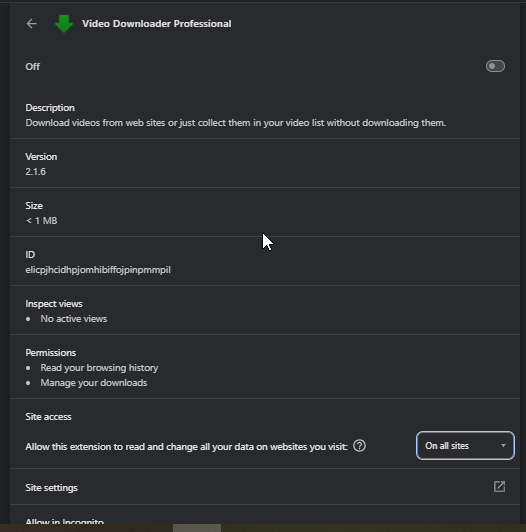 Video Downloader Professional
Off
Description
Download videos from web sites or just collect them in your video list without downloading them.
Version
2.1.6
Size
< 1 MB
ID
elicpjhcidhpjomhibiffojpinpmmpil
Inspect views
No active views
Permissions
Read your browsing history
Manage your downloads
Site access
Allow this extension to read and change all your data on websites you visit:
On all sites
Site settings
Allow in Incognito